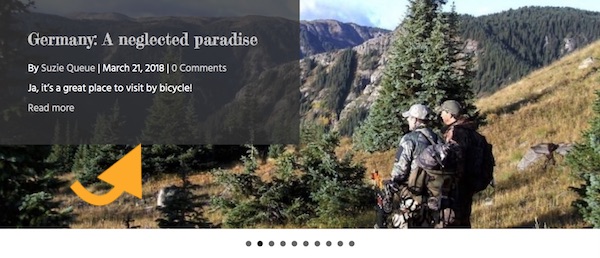 Germany: A neglected paradise
By Suzie Queue | March 21, 2018 | 0 Comments
Ja, it's a great place to visit by bicycle!
Read more